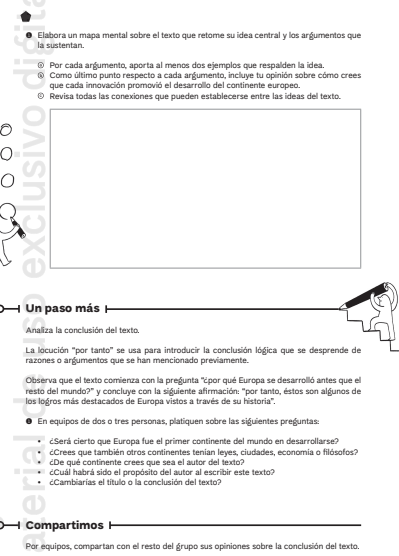 ❶ Elabora un mapa mental sobre el texto que retome su idea central y los argumentos que
la sustentan.
ⓐ Por cada argumento, aporta al menos dos ejemplos que respalden la idea.
ⓑ Como último punto respecto a cada argumento, incluye tu opinión sobre cómo crees
que cada innovación promovió el desarrollo del continente europeo.
ⓒ Revisa todas las conexiones que pueden establecerse entre las ideas del texto.
Un paso más
Analiza la conclusión del texto.
La locución “por tanto” se usa para introducir la conclusión lógica que se desprende de
razones o argumentos que se han mencionado previamente.
Observa que el texto comienza con la pregunta “¿por qué Europa se desarrolló antes que el
resto del mundo?” y concluye con la siguiente afirmación: “por tanto, éstos son algunos de
los logros más destacados de Europa vistos a través de su historia”.
❶ En equipos de dos o tres personas, platiquen sobre las siguientes preguntas:
• ¿Será cierto que Europa fue el primer continente del mundo en desarrollarse?
• ¿Crees que también otros continentes tenían leyes, ciudades, economía o filósofos?
• ¿De qué continente crees que sea el autor del texto?
• ¿Cuál habrá sido el propósito del autor al escribir este texto?
• ¿Cambiarías el título o la conclusión del texto?
Compartimos
Por equipos, compartan con el resto del grupo sus opiniones sobre la conclusión del texto.
aterial de uso exclusivo digita